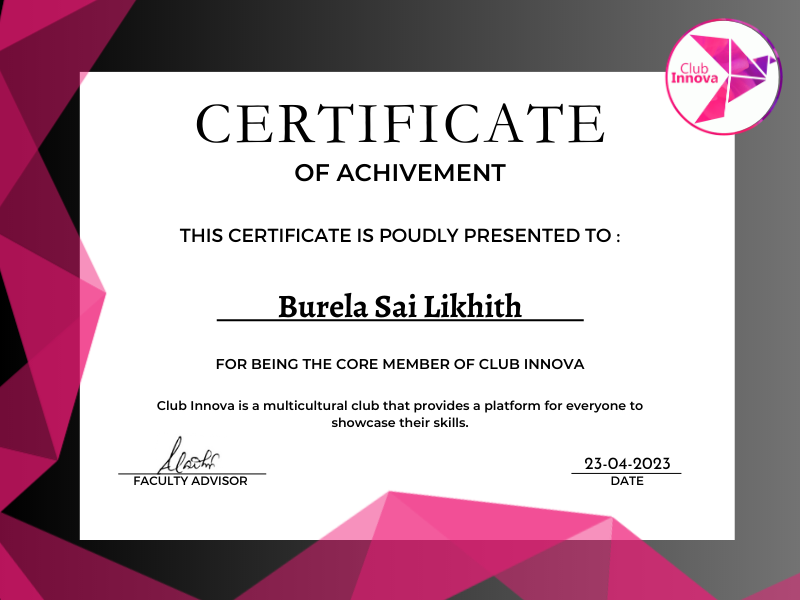 Club
Innova
CERTIFICATE
OF ACHIVEMENT
THIS CERTIFICATE IS POUDLY PRESENTED TO :
Burela Sai Likhith
FOR BEING THE CORE MEMBER OF CLUB INNOVA
Club Innova is a multicultural club that provides a platform for everyone to
showcase their skills.
23-04-2023
FACULTY ADVISOR
DATE